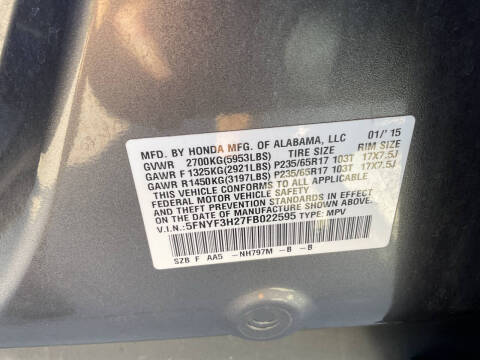 MFD. BY HONDA MFG. OF ALABAMA, LLC 01/'15
GVWR 2700KG(5953LBS) TIRE SIZE RIM SIZE
GAWR F 1325KG(2921LBS) P235/65R17 103T 17X7.5J
GAWR R1450KG(3197LBS) P235/65R17 103T 17X7.5J
THIS VEHICLE CONFORMS TO ALL APPLICABLE
FEDERAL MOTOR VEHICLE SAFETY
AND THEFT PREVENTION STANDARDS IN EFFECT
ON THE DATE OF MANUFACTURE SHOWN ABOVE.
V.I.N.: 5FNYF3H27FB022595 TYPE: MPV
SZB F AA5 -NH797M -B -B